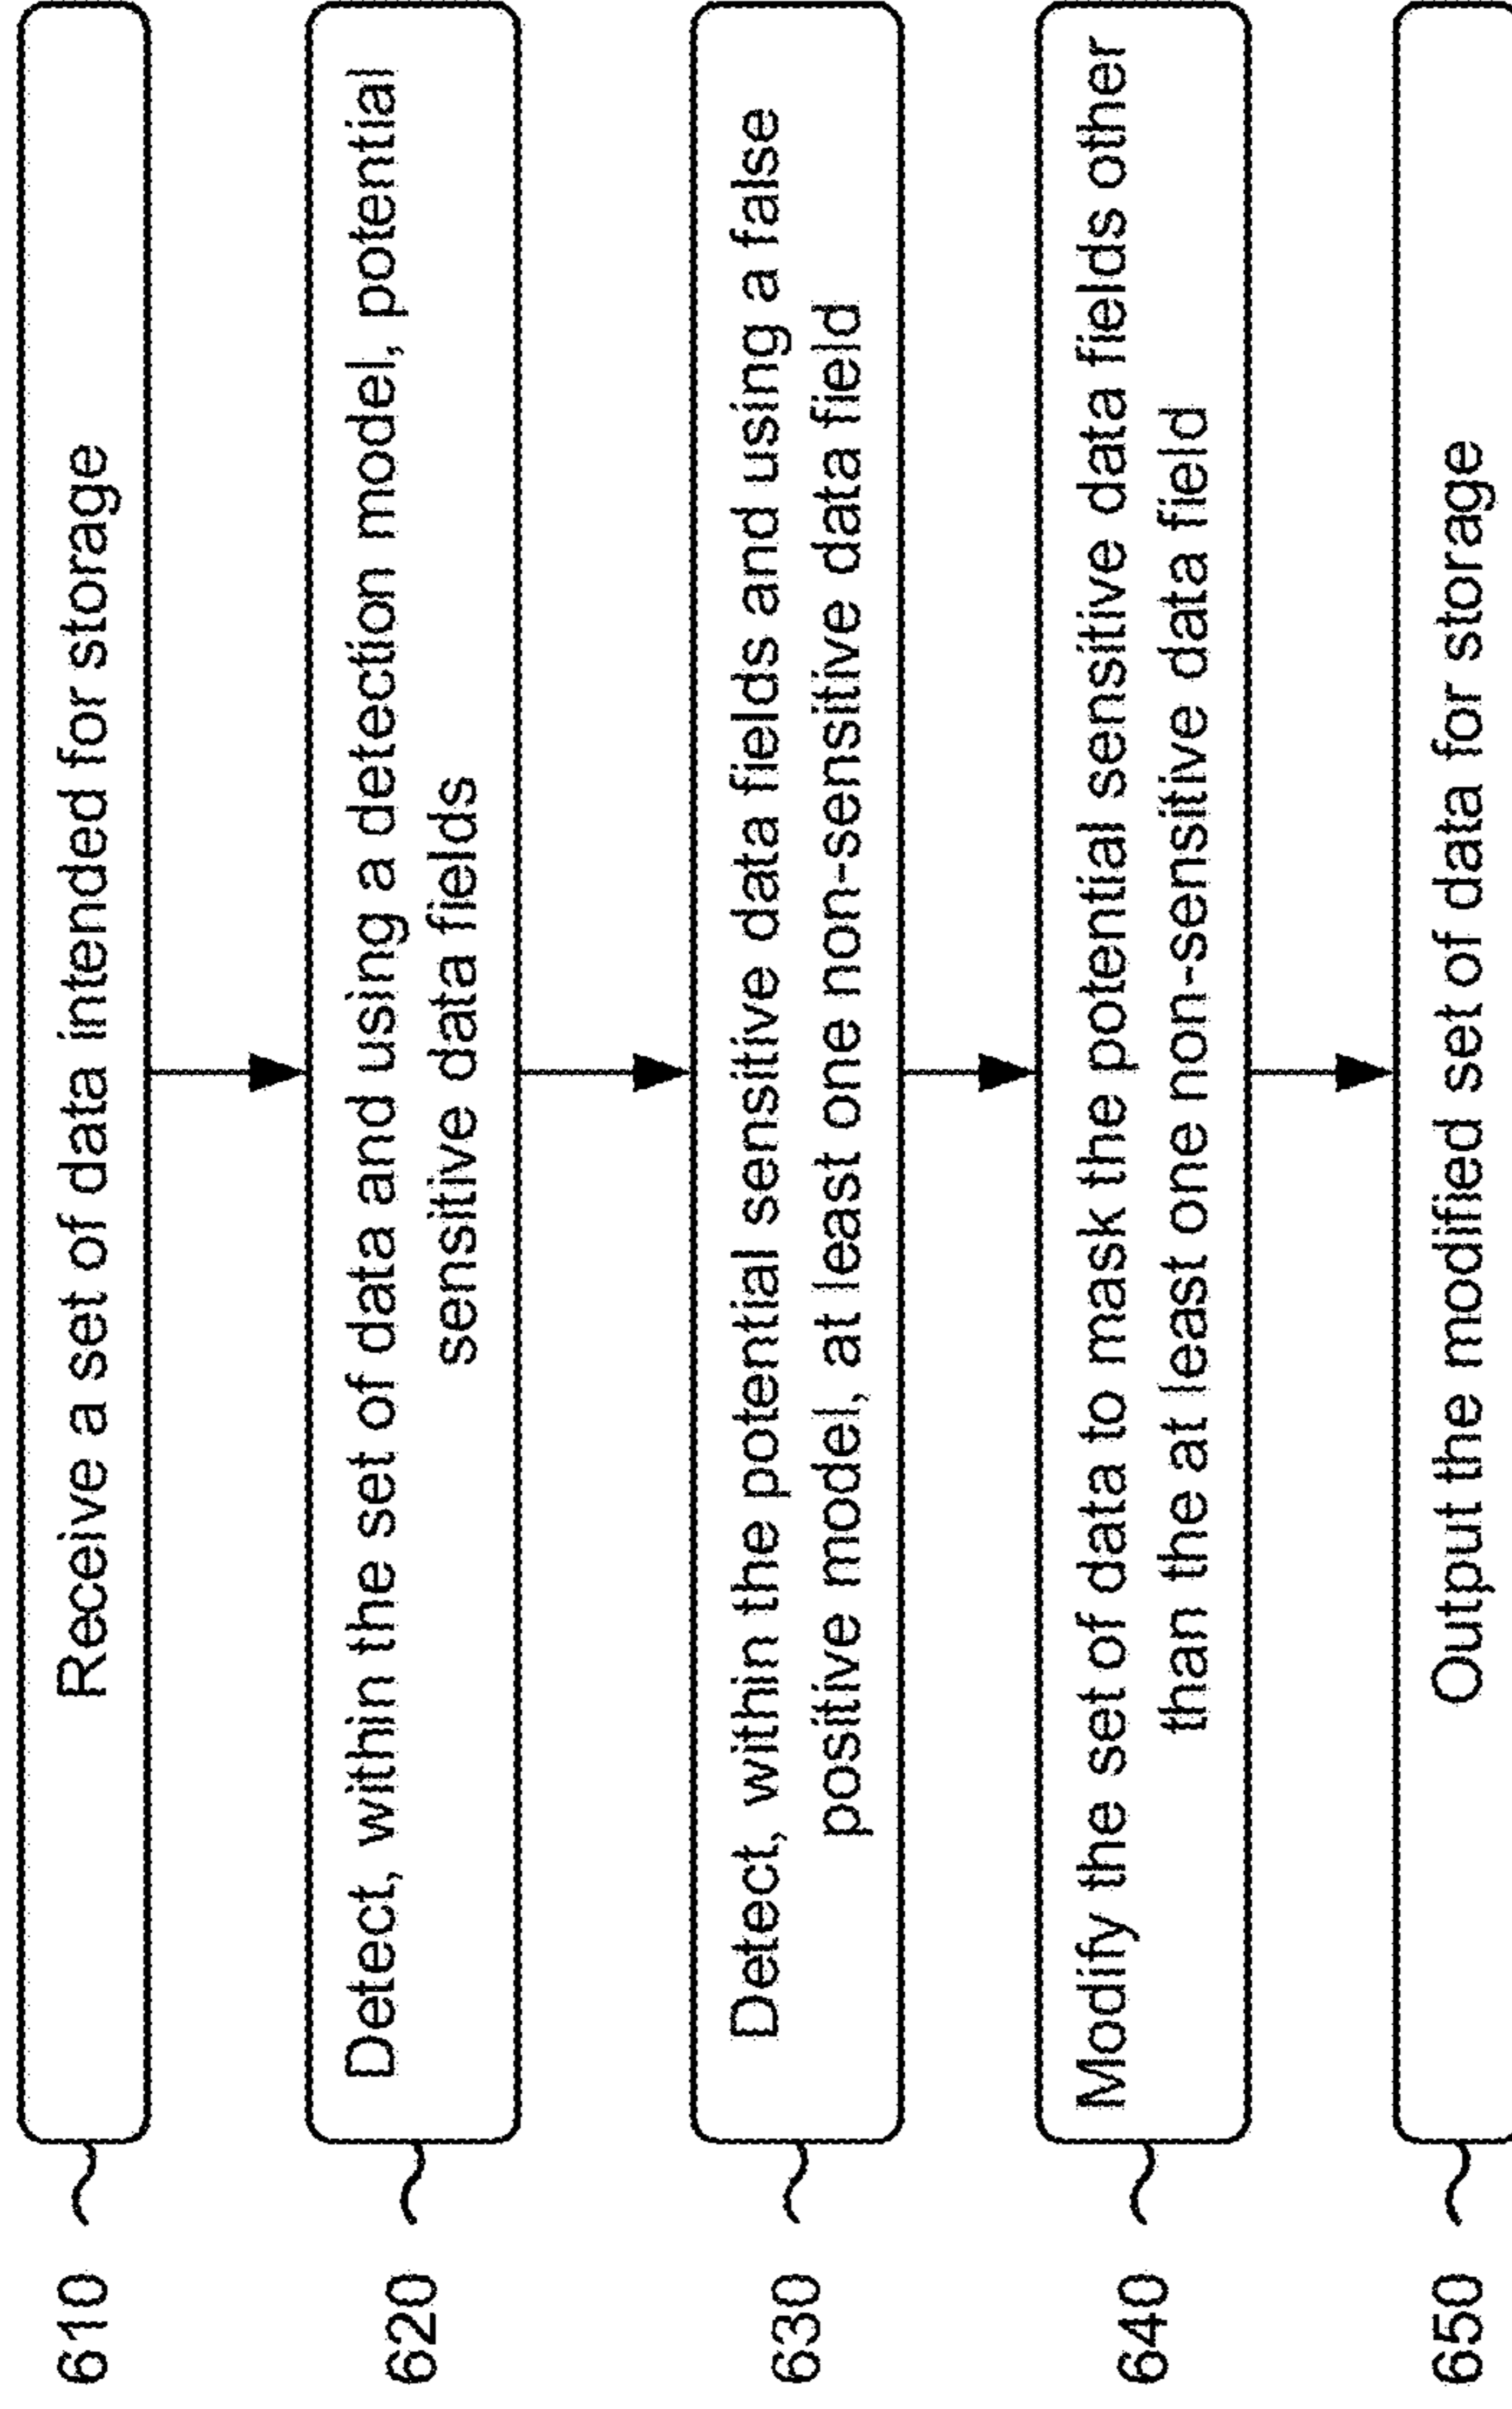 610
Receive a set of data intended for storage
620
Detect, within the set of data and using a detection model, potential
sensitive data fields
630
Detect, within the potential sensitive data fields and using a false
positive model, at least one non-sensitive data field
640
Modify the set of data to mask the potential sensitive data fields other
than the at least one non-sensitive data field
650
Output the modified set of data for storage